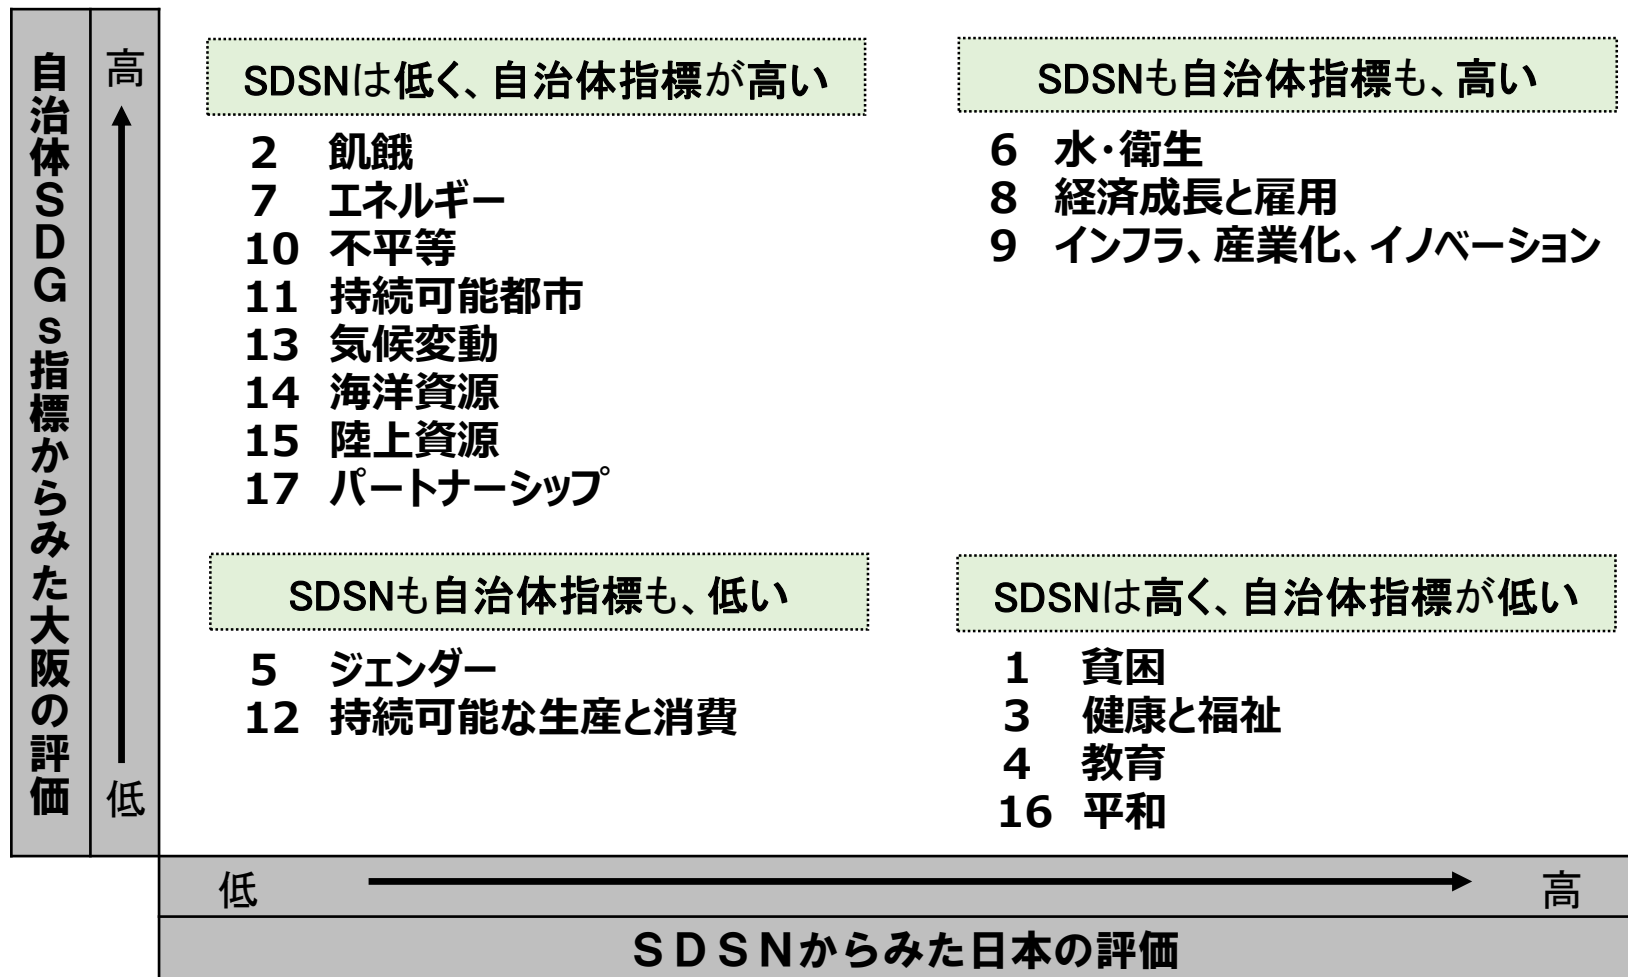 自治体ＳＤＧｓ指標からみた大阪の評価
高
低
SDSNは低く、自治体指標が高い
2 飢餓
7 エネルギー
10 不平等
11 持続可能都市
13 気候変動
14 海洋資源
15 陸上資源
17 パートナーシップ
SDSNも自治体指標も、高い
6 水・衛生
8 経済成長と雇用
9 インフラ、産業化、イノベーション
SDSNも自治体指標も、低い
5 ジェンダー
12 持続可能な生産と消費
SDSNは高く、自治体指標が低い
1 貧困
3 健康と福祉
4 教育
16 平和
低
高
ＳＤＳＮからみた日本の評価